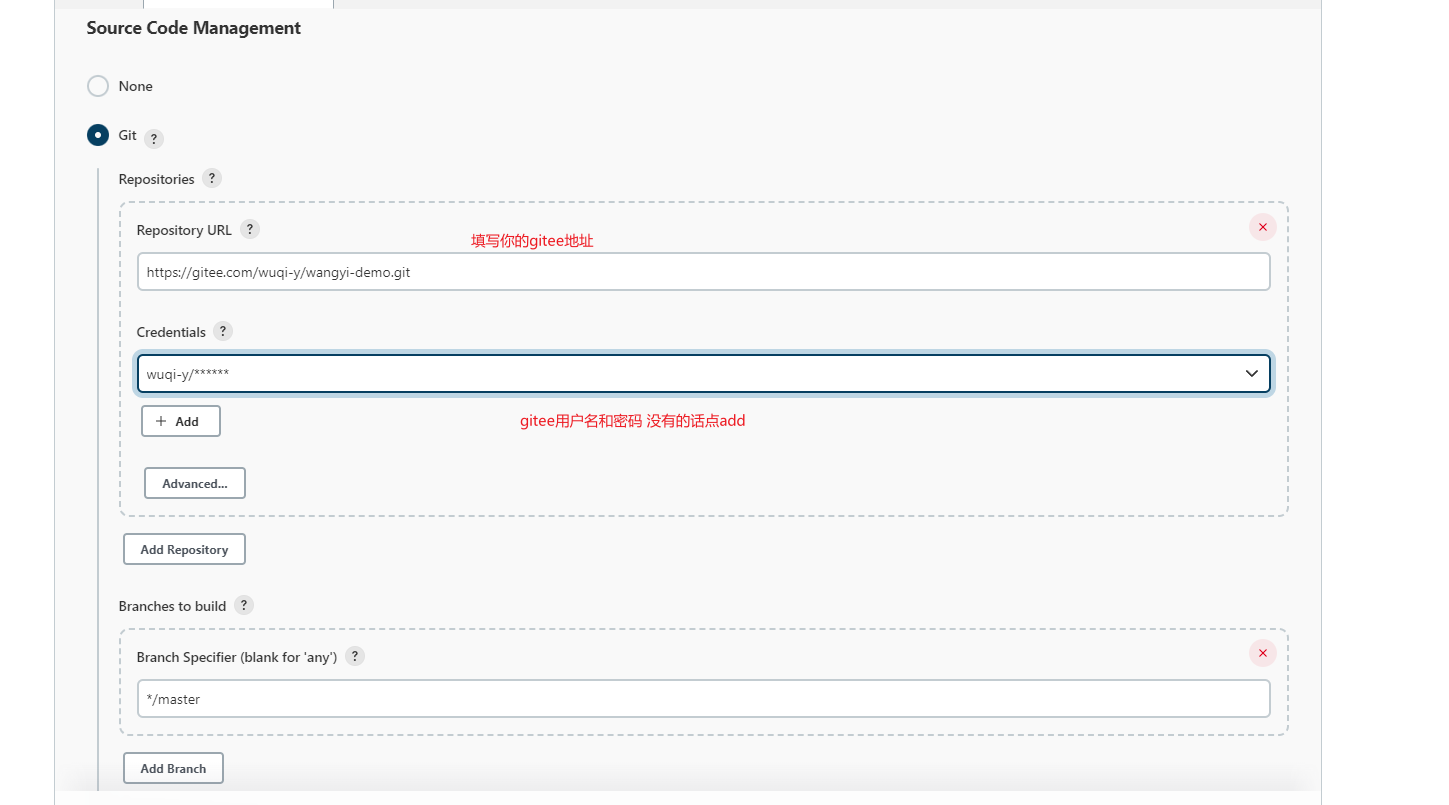 Source Code Management
None
Git ?
Repositories ?
Repository URL ?
填写你的gitee地址
https://gitee.com/wuqi-y/wangyi-demo.git
Credentials ?
wuqi-y/******
+ Add
gitee用户名和密码 没有的话点add
Advanced...
Add Repository
Branches to build ?
Branch Specifier (blank for 'any') ?
*/master
Add Branch